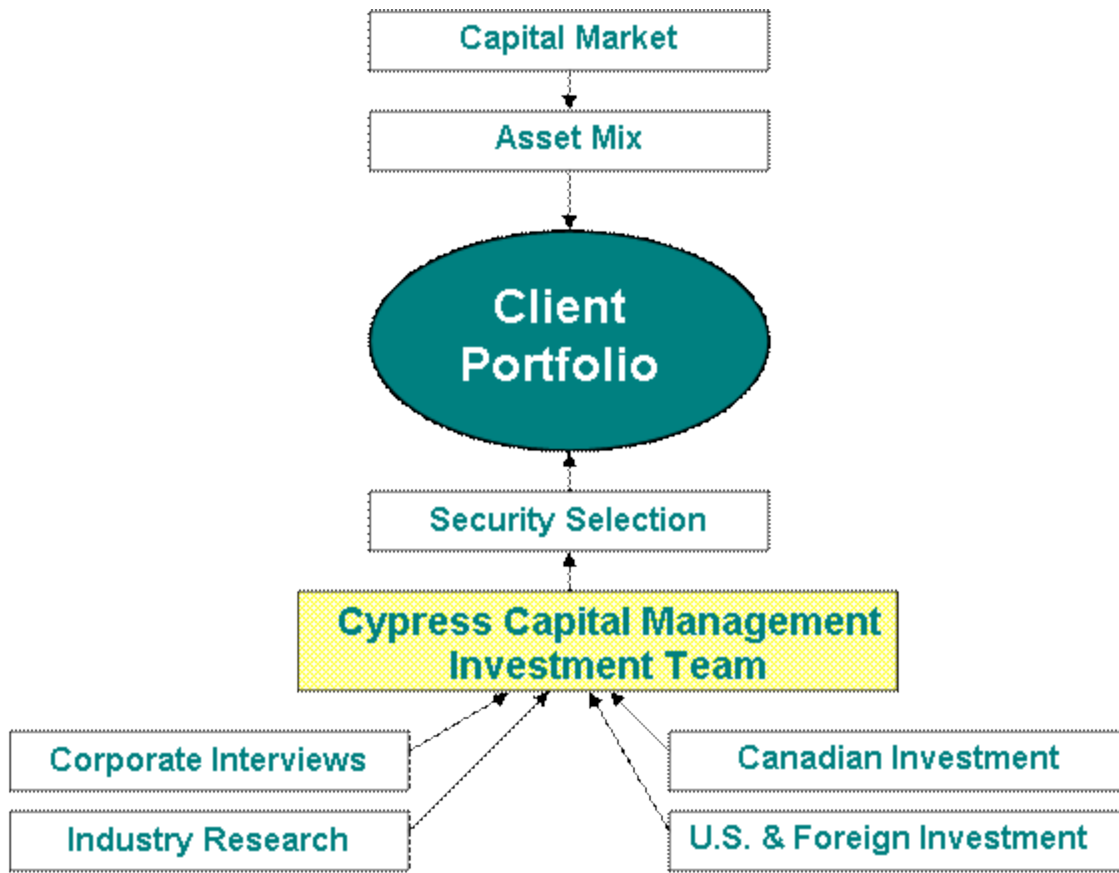 Capital Market
Asset Mix
Client
Portfolio
Security Selection
Cypress Capital Management
Investment Team
Corporate Interviews
Canadian Investment
Industry Research
U.S. & Foreign Investment